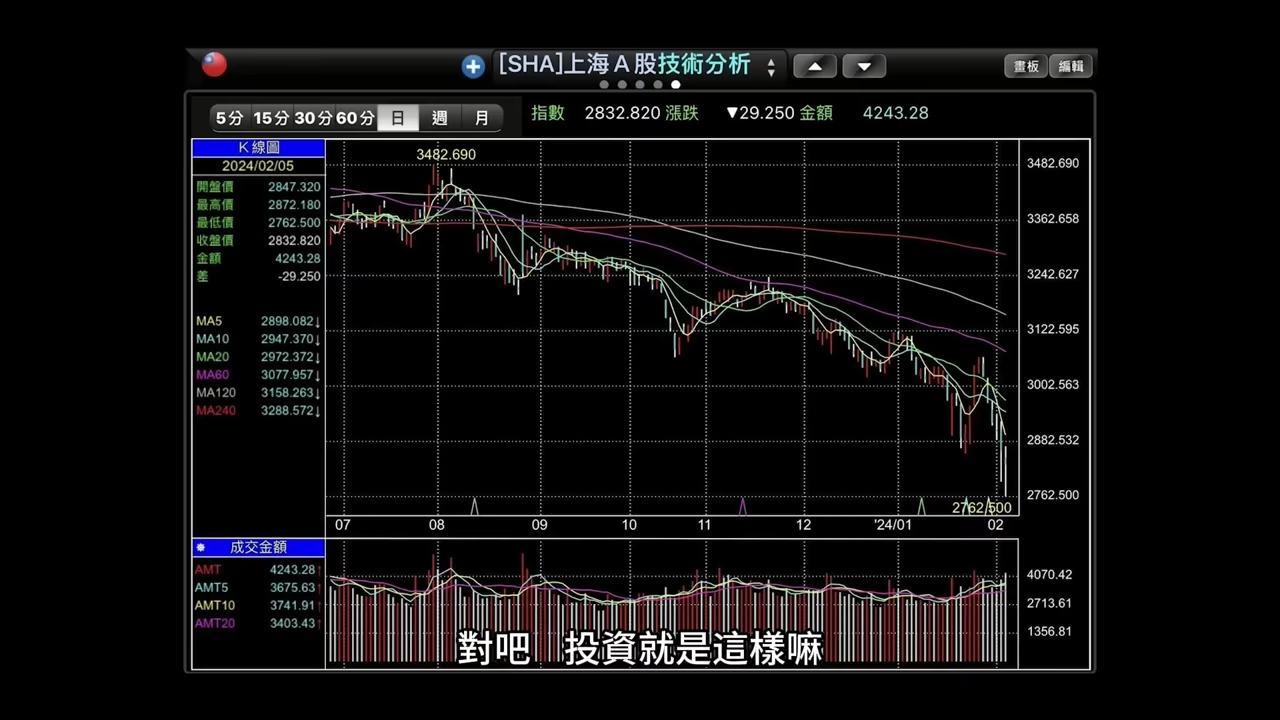 [SHA]上海A股技術分析
畫板 編輯
5分 15分 30分 60分 日 週 月
指數 2832.820 漲跌 ▼29.250 金額 4243.28
K線圖
2024/02/05
開盤價 2847.320
最高價 2872.180
最低價 2762.500
收盤價 2832.820
金額 4243.28
差 -29.250
MA5 2898.082↓
MA10 2947.370↓
MA20 2972.372↓
MA60 3077.957↓
MA120 3158.263↓
MA240 3288.572↓
3482.690
3482.690
3362.658
3242.627
3122.595
3002.563
2882.532
2762.500
2762.500
07 08 09 10 11 12 '24/01 02
成交金額
AMT 4243.28↑
AMT5 3675.63↑
AMT10 3741.91↑
AMT20 3403.43↑
4070.42
2713.61
1356.81
對吧 投資就是這樣嘛